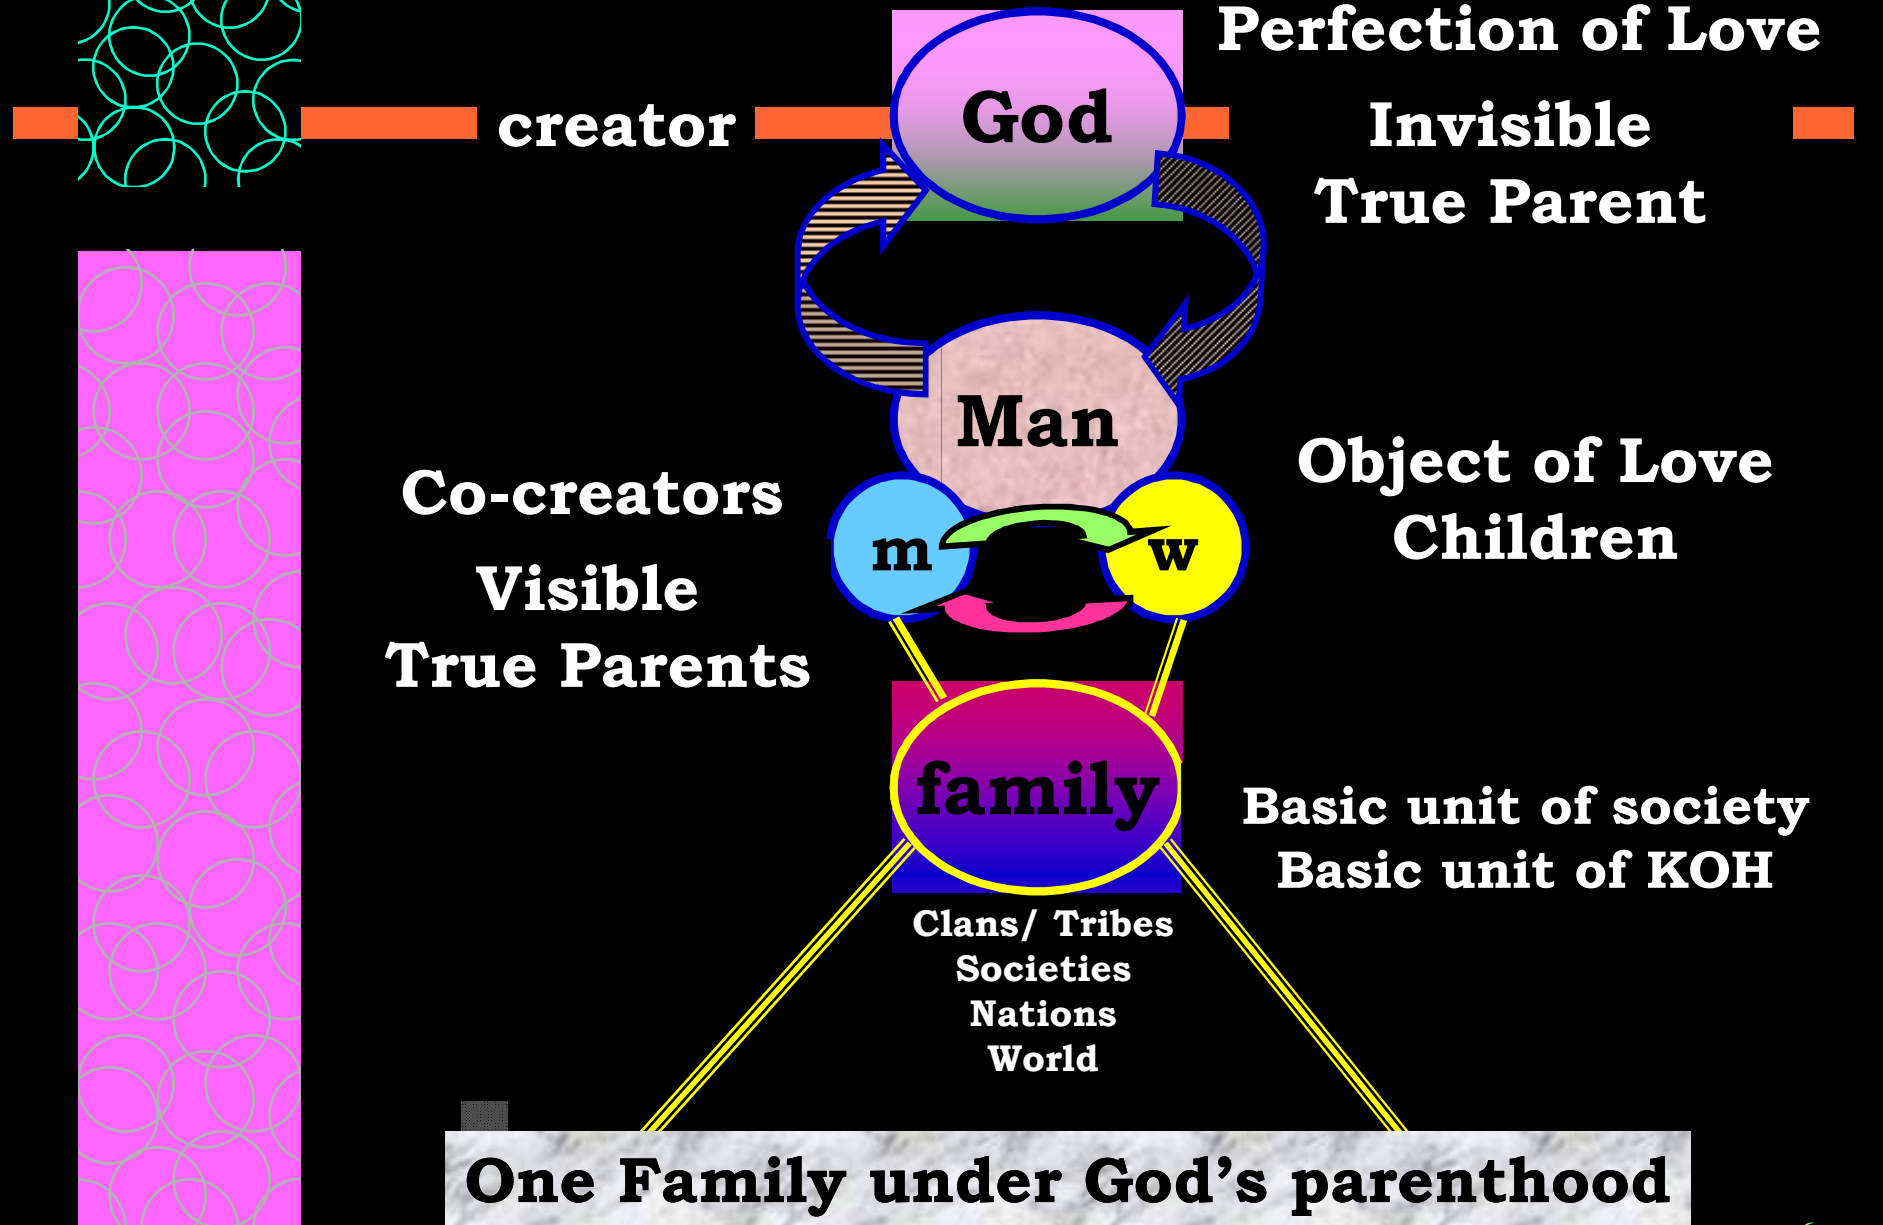 Perfection of Love
creator
God
Invisible
True Parent
Man
Co-creators
Object of Love
Children
m
w
Visible
True Parents
family
Basic unit of society
Basic unit of KOH
Clans/ Tribes
Societies
Nations
World
One Family under God’s parenthood